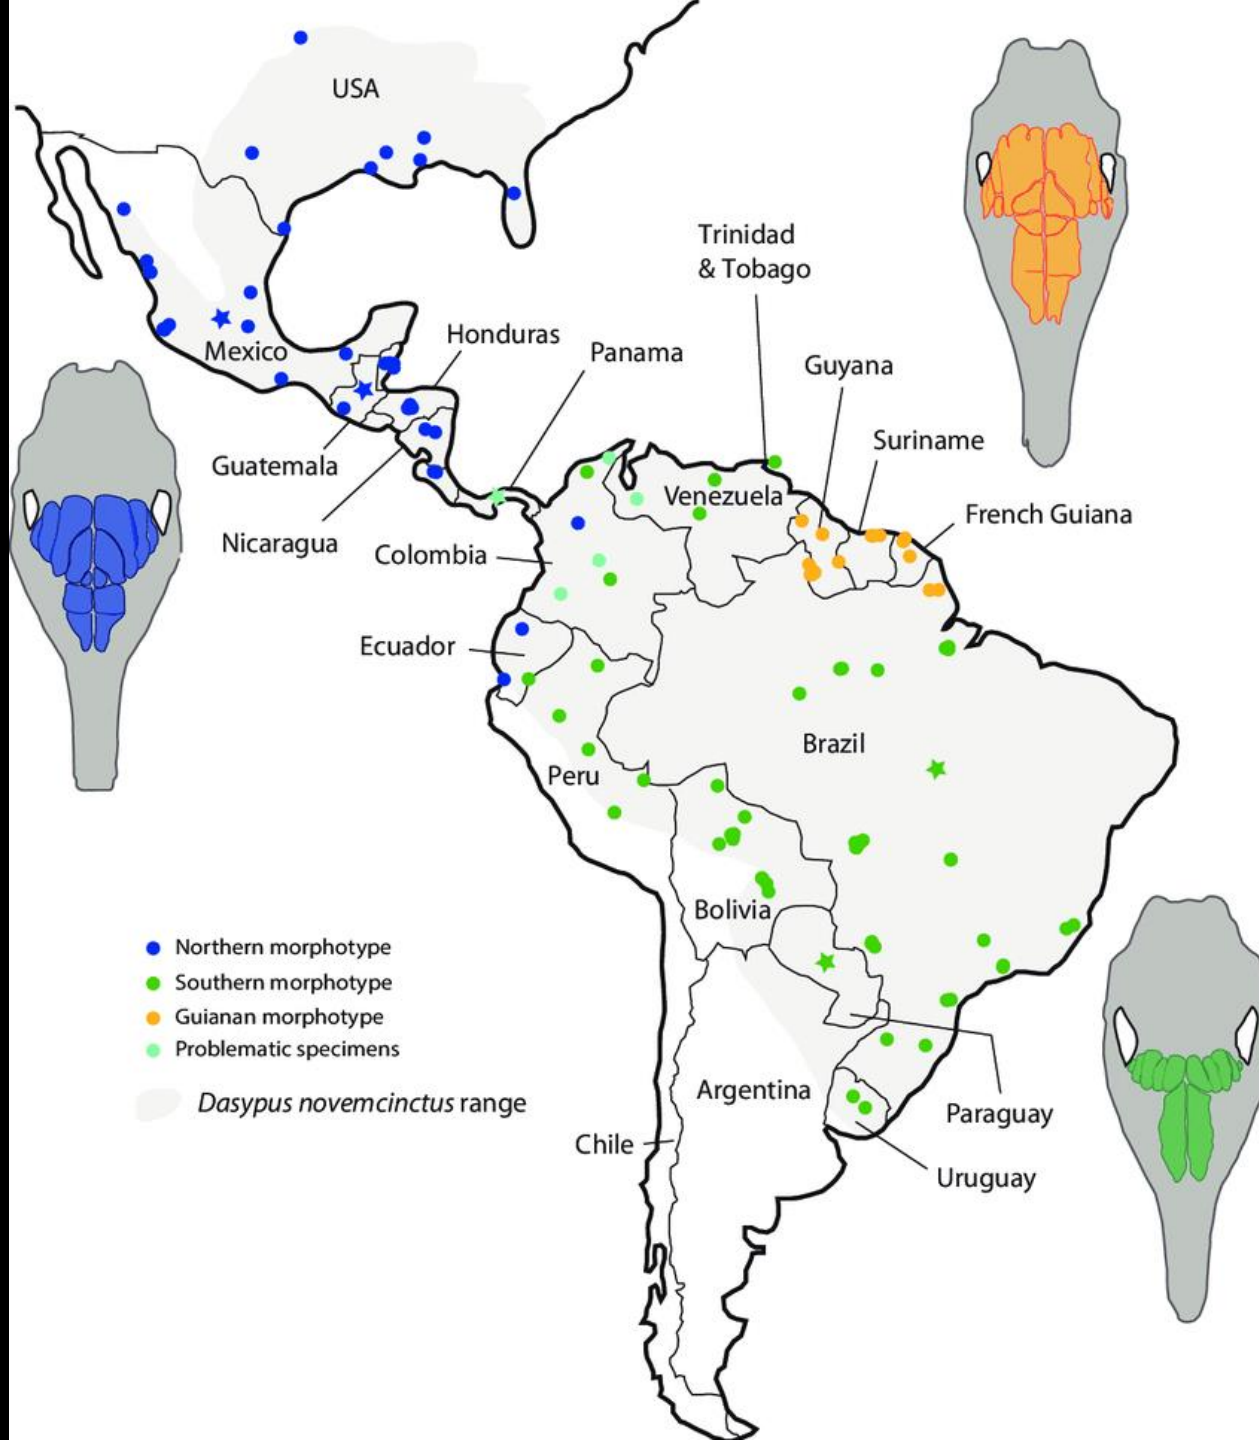 USA
Trinidad
& Tobago
Honduras
Mexico
Panama
Guyana
Suriname
Guatemala
Venezuela
French Guiana
Nicaragua
Colombia
Ecuador
Brazil
Peru
Bolivia
Northern morphotype
Southern morphotype
Guianan morphotype
Problematic specimens
Dasypus novemcinctus range
Argentina
Paraguay
Chile
Uruguay